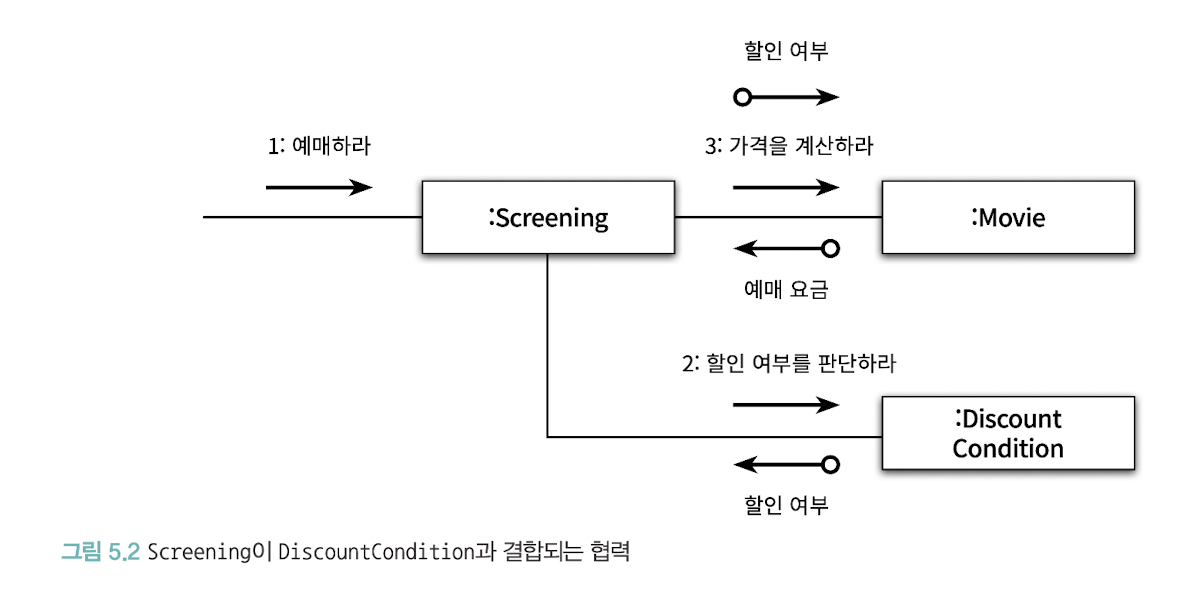 할인 여부
1: 예매하라
3: 가격을 계산하라
:Screening
:Movie
예매 요금
2: 할인 여부를 판단하라
:Discount
Condition
할인 여부
그림 5.2 Screening이 DiscountCondition과 결합되는 협력